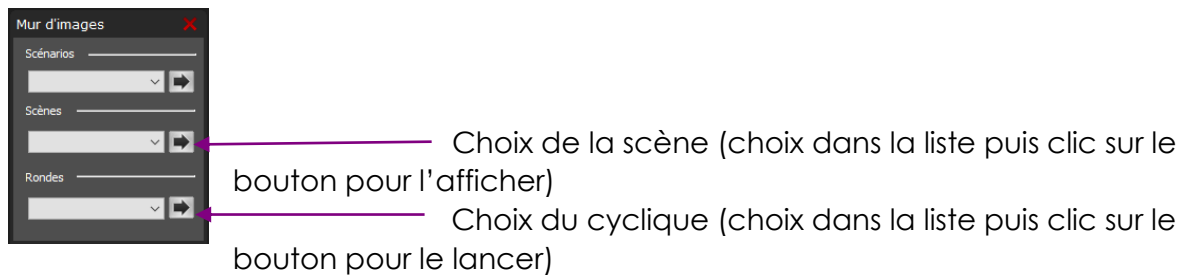 Mur d'images
Scénarios
Scènes
Rondes
Choix de la scène (choix dans la liste puis clic sur le
bouton pour l’afficher)
Choix du cyclique (choix dans la liste puis clic sur le
bouton pour le lancer)